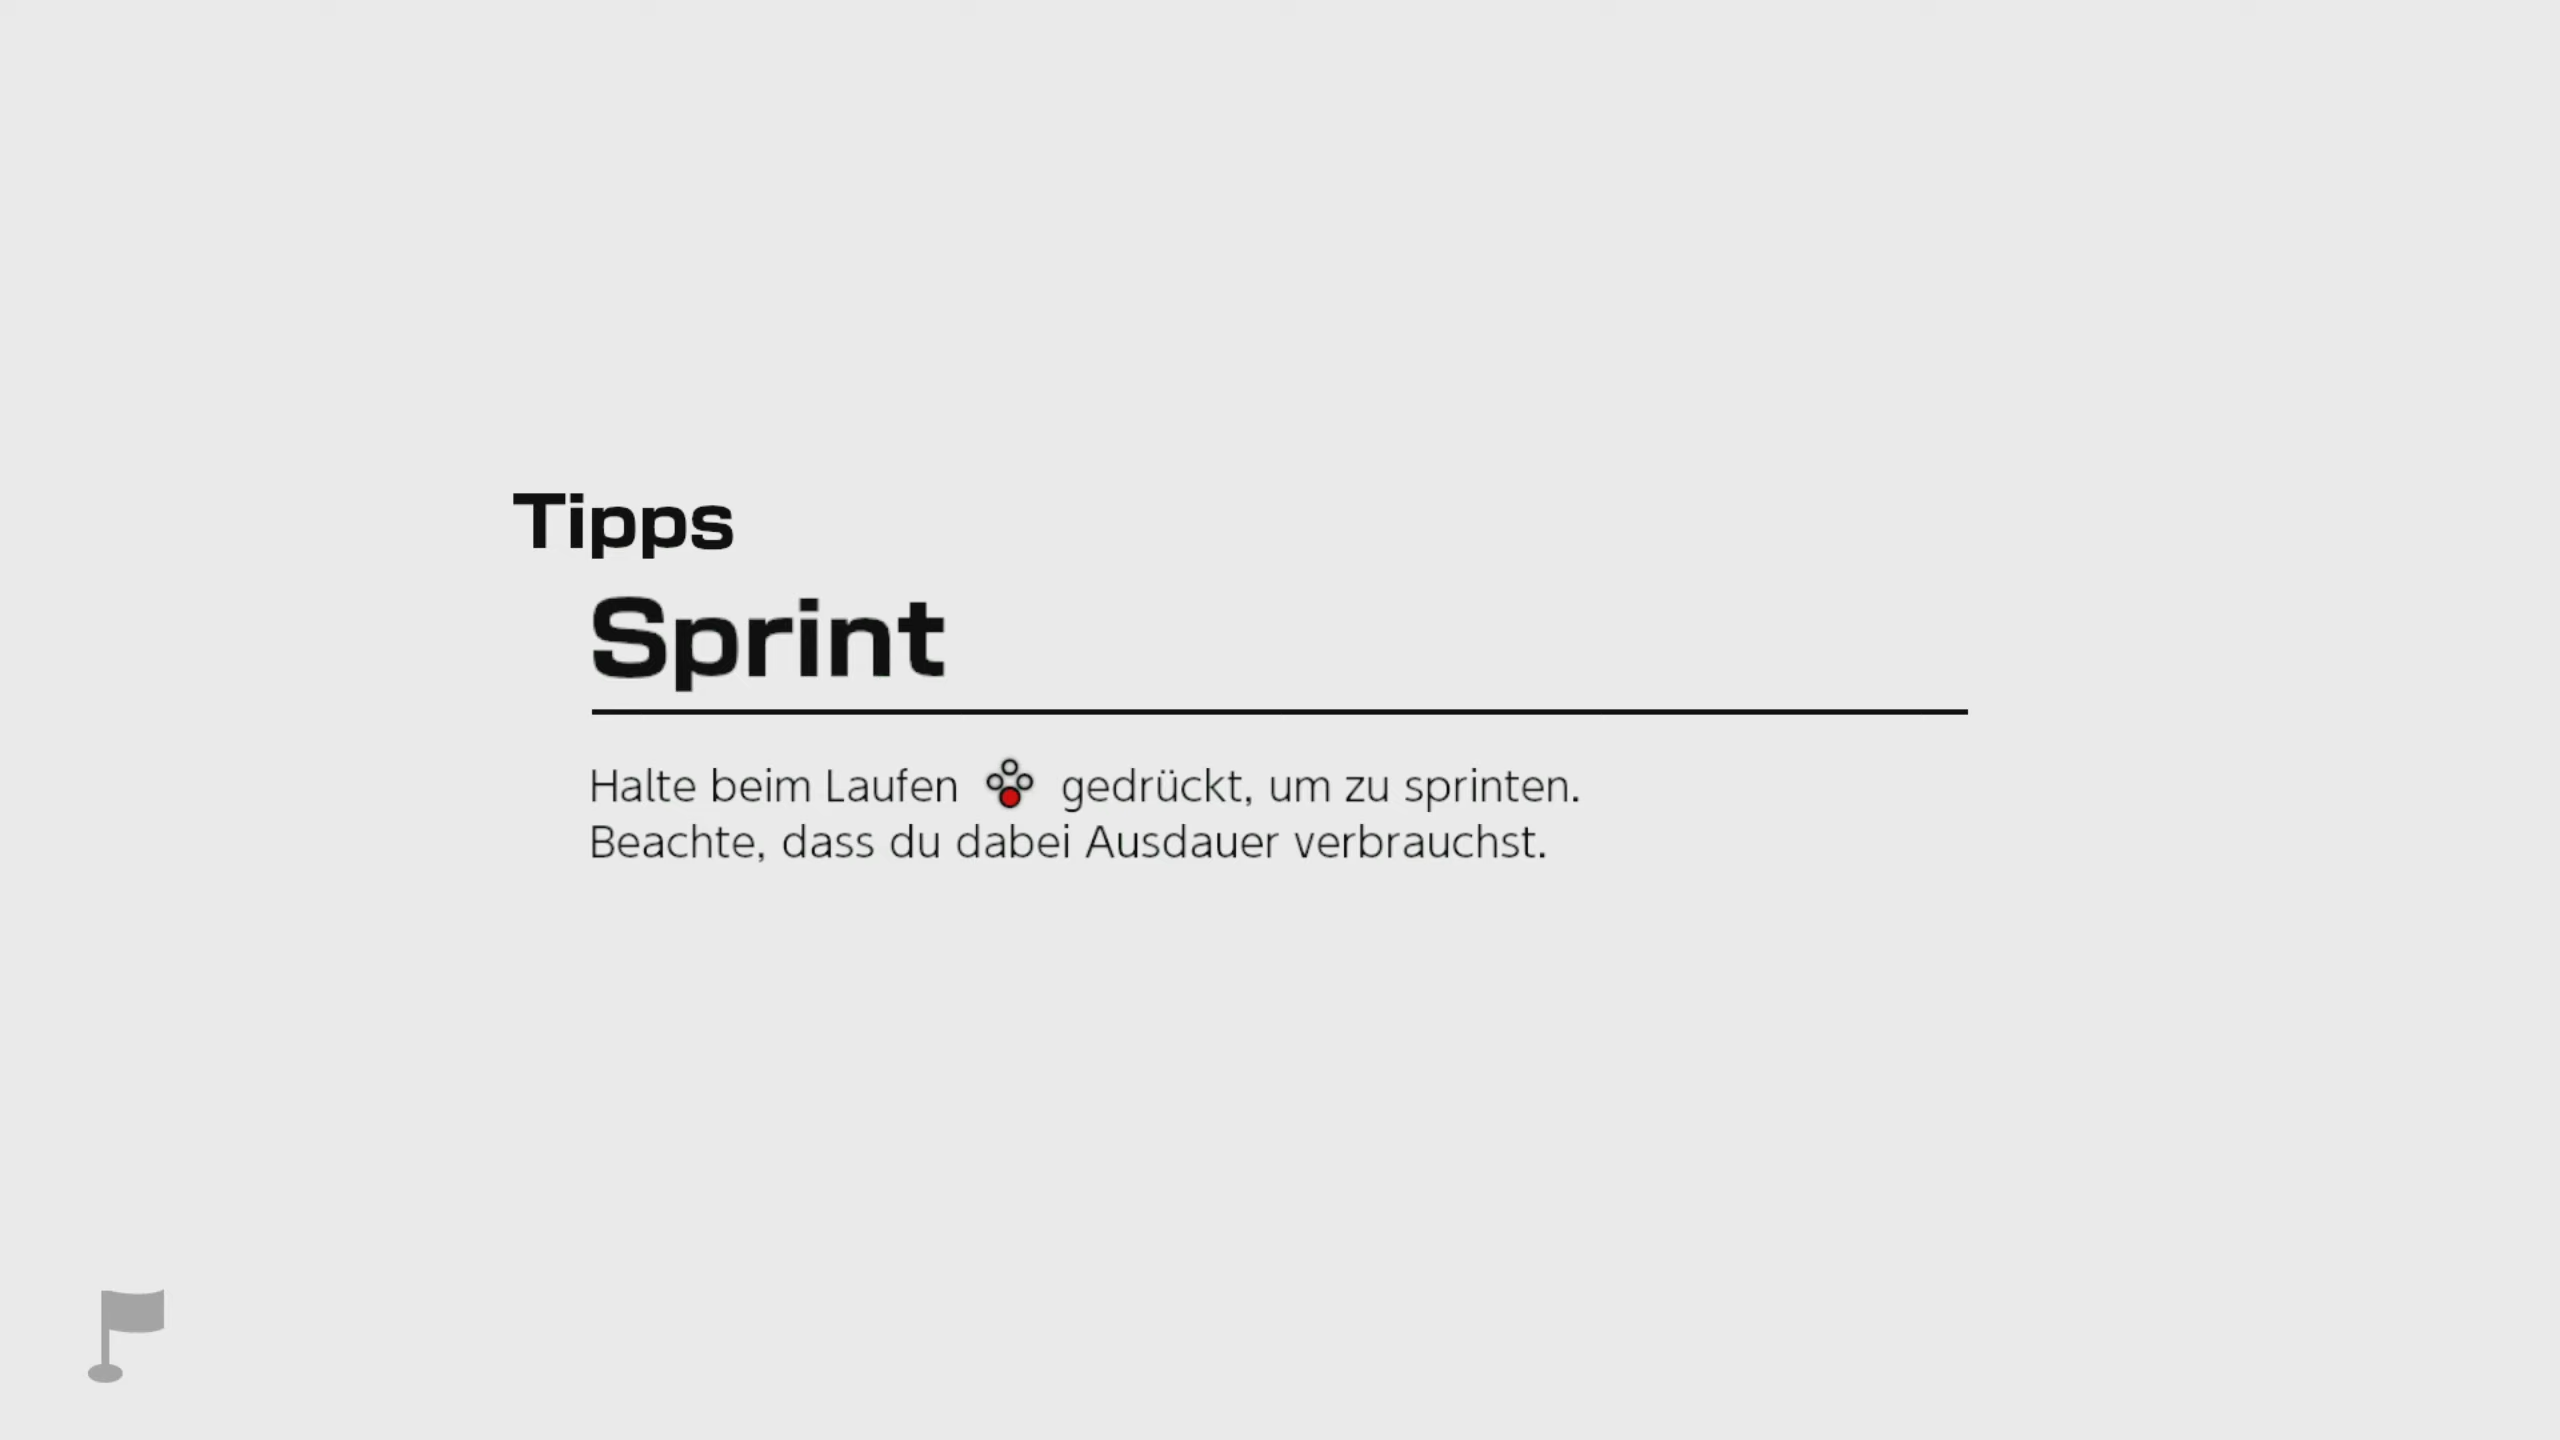 Tipps
Sprint
Halte beim Laufen gedrückt, um zu sprinten.
Beachte, dass du dabei Ausdauer verbrauchst.